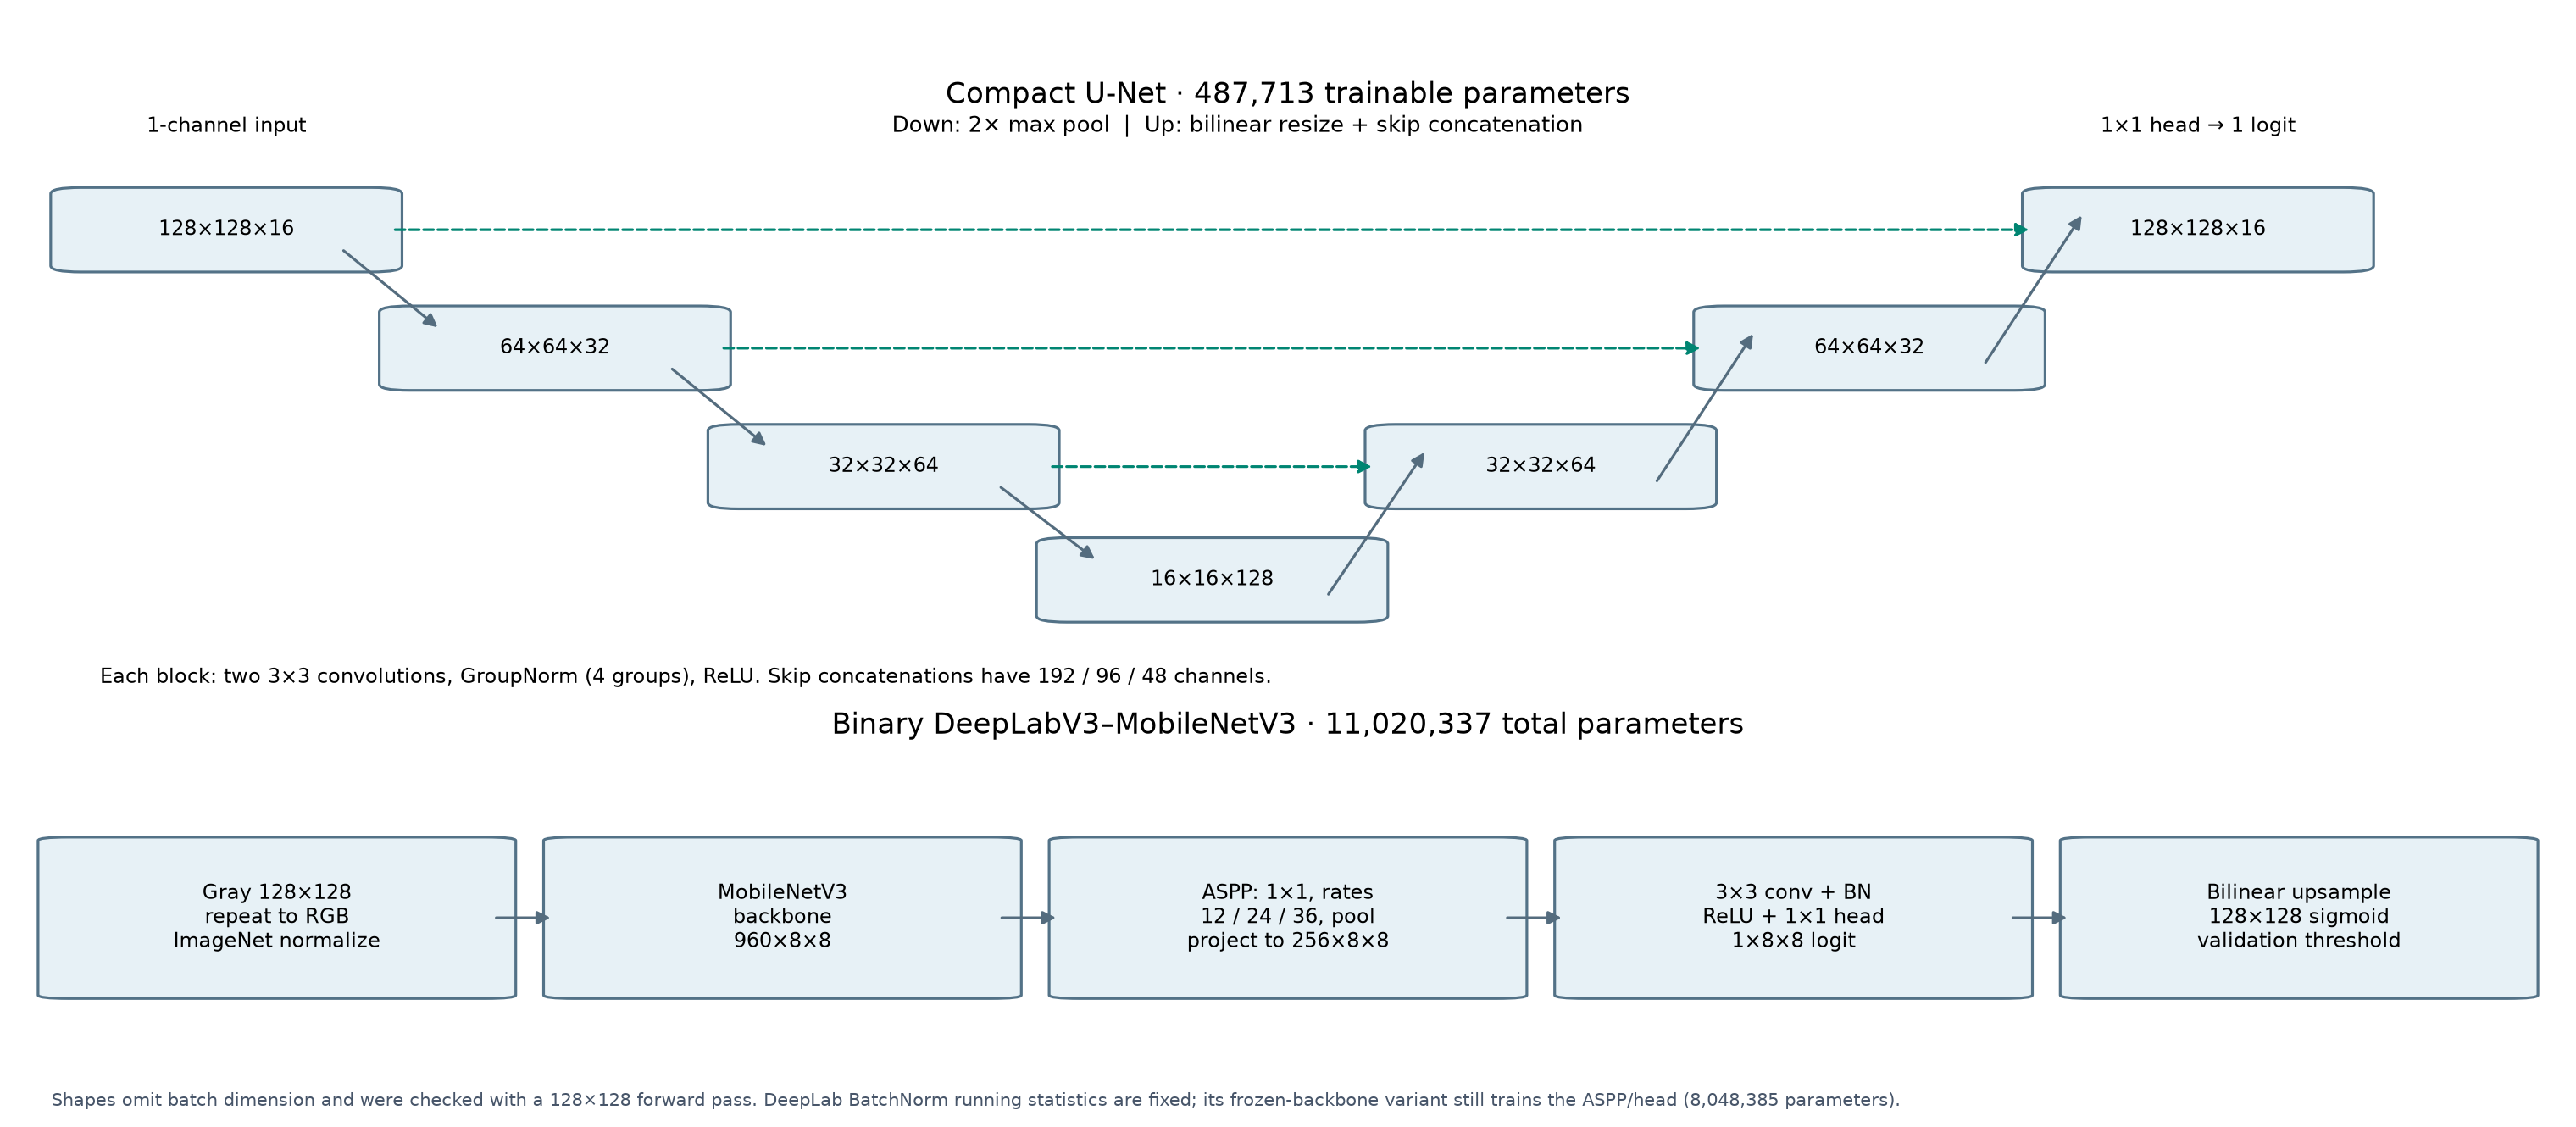 Compact U-Net · 487,713 trainable parameters
1-channel input
Down: 2× max pool | Up: bilinear resize + skip concatenation
1×1 head → 1 logit
128×128×16
128×128×16
64×64×32
64×64×32
32×32×64
32×32×64
16×16×128
Each block: two 3×3 convolutions, GroupNorm (4 groups), ReLU. Skip concatenations have 192 / 96 / 48 channels.
Binary DeepLabV3–MobileNetV3 · 11,020,337 total parameters
Gray 128×128
repeat to RGB
ImageNet normalize
MobileNetV3
backbone
960×8×8
ASPP: 1×1, rates
12 / 24 / 36, pool
project to 256×8×8
3×3 conv + BN
ReLU + 1×1 head
1×8×8 logit
Bilinear upsample
128×128 sigmoid
validation threshold
Shapes omit batch dimension and were checked with a 128×128 forward pass. DeepLab BatchNorm running statistics are fixed; its frozen-backbone variant still trains the ASPP/head (8,048,385 parameters).